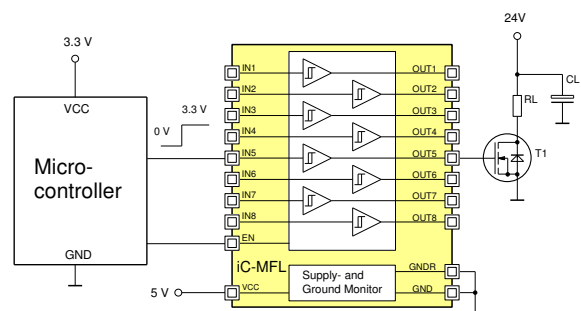 24V
3.3 V
CL
RL
T1
VCC
3.3 V
0 V
Micro-
controller
GND
5 V
IN1
IN2
IN3
IN4
IN5
IN6
IN7
IN8
EN
OUT1
OUT2
OUT3
OUT4
OUT5
OUT6
OUT7
OUT8
iC-MFL
VCC
Supply- and
Ground Monitor
GNDR
GND